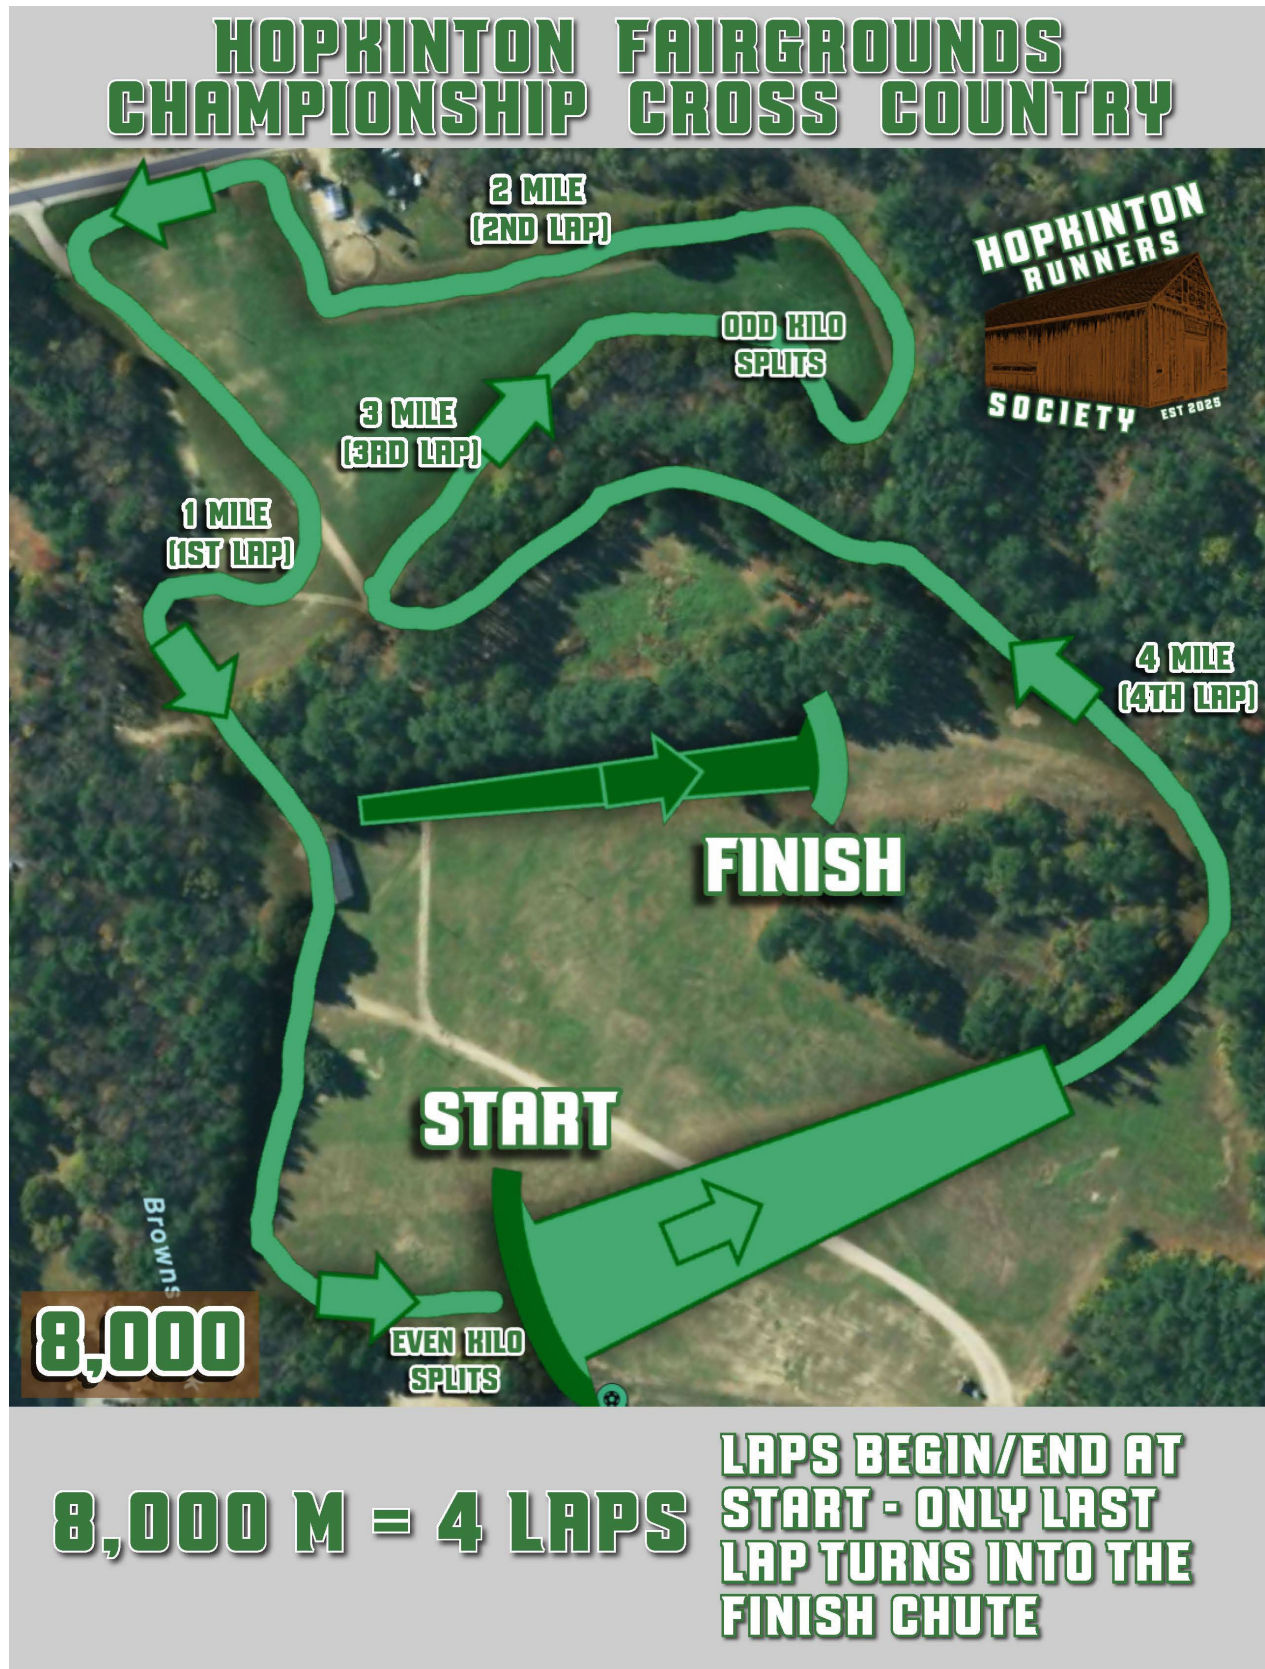 HOPKINTON FAIRGROUNDS
CHAMPIONSHIP CROSS COUNTRY
2 MILE
(2ND LAP)
HOPKINTON
RUNNERS
SOCIETY
EST 2025
ODD KILO
SPLITS
3 MILE
(3RD LAP)
1 MILE
(1ST LAP)
4 MILE
(4TH LAP)
FINISH
START
Browns
8,000
EVEN KILO
SPLITS
8,000 M = 4 LAPS
LAPS BEGIN/END AT
START - ONLY LAST
LAP TURNS INTO THE
FINISH CHUTE